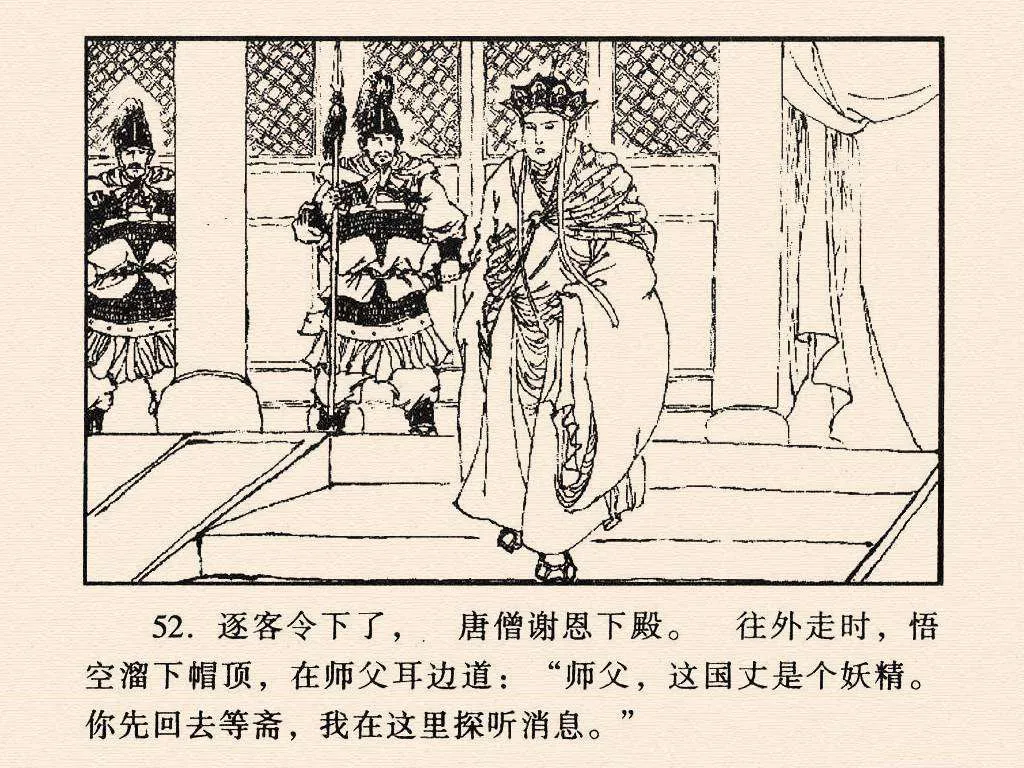 52. 逐客令下了， 唐僧谢恩下殿。 往外走时，悟
空溜下帽顶，在师父耳边道：“师父，这国丈是个妖精。
你先回去等斋，我在这里探听消息。”